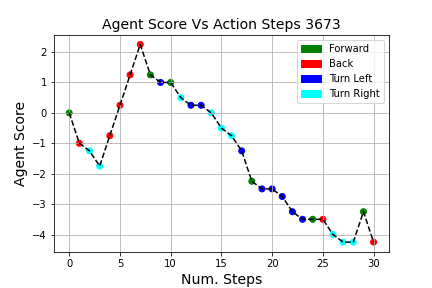 Agent Score Vs Action Steps 3673
Forward
Back
Turn Left
Turn Right
Agent Score
2
1
0
−1
−2
−3
−4
0 5 10 15 20 25 30
Num. Steps